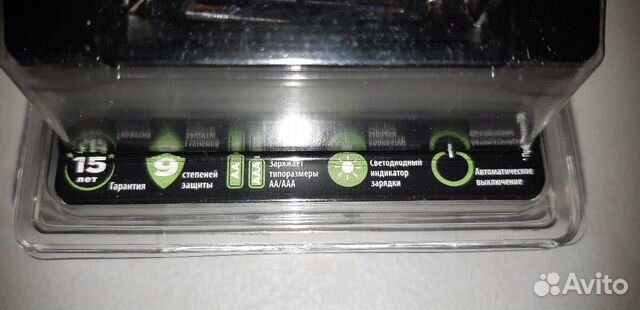 15
лет
Гарантия
9
степеней
защиты
AA
AAA
Заряжает
типоразмеры
AA/AAA
Светодиодный
индикатор
зарядки
Автоматическое
выключение
Avito